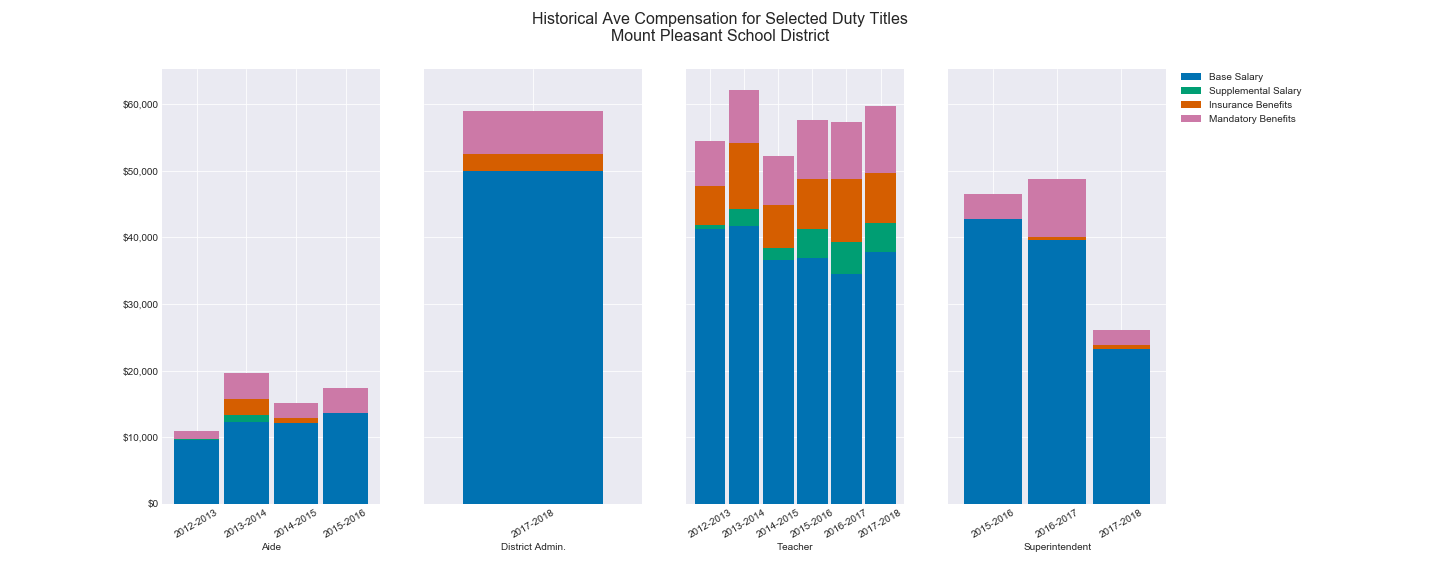 Historical Ave Compensation for Selected Duty Titles
Mount Pleasant School District
Base Salary
Supplemental Salary
Insurance Benefits
Mandatory Benefits
$60,000
$50,000
$40,000
$30,000
$20,000
$10,000
$0
2012-2013
2013-2014
2014-2015
2015-2016
Aide
2017-2018
District Admin.
2012-2013
2013-2014
2014-2015
2015-2016
2016-2017
2017-2018
Teacher
2015-2016
2016-2017
2017-2018
Superintendent